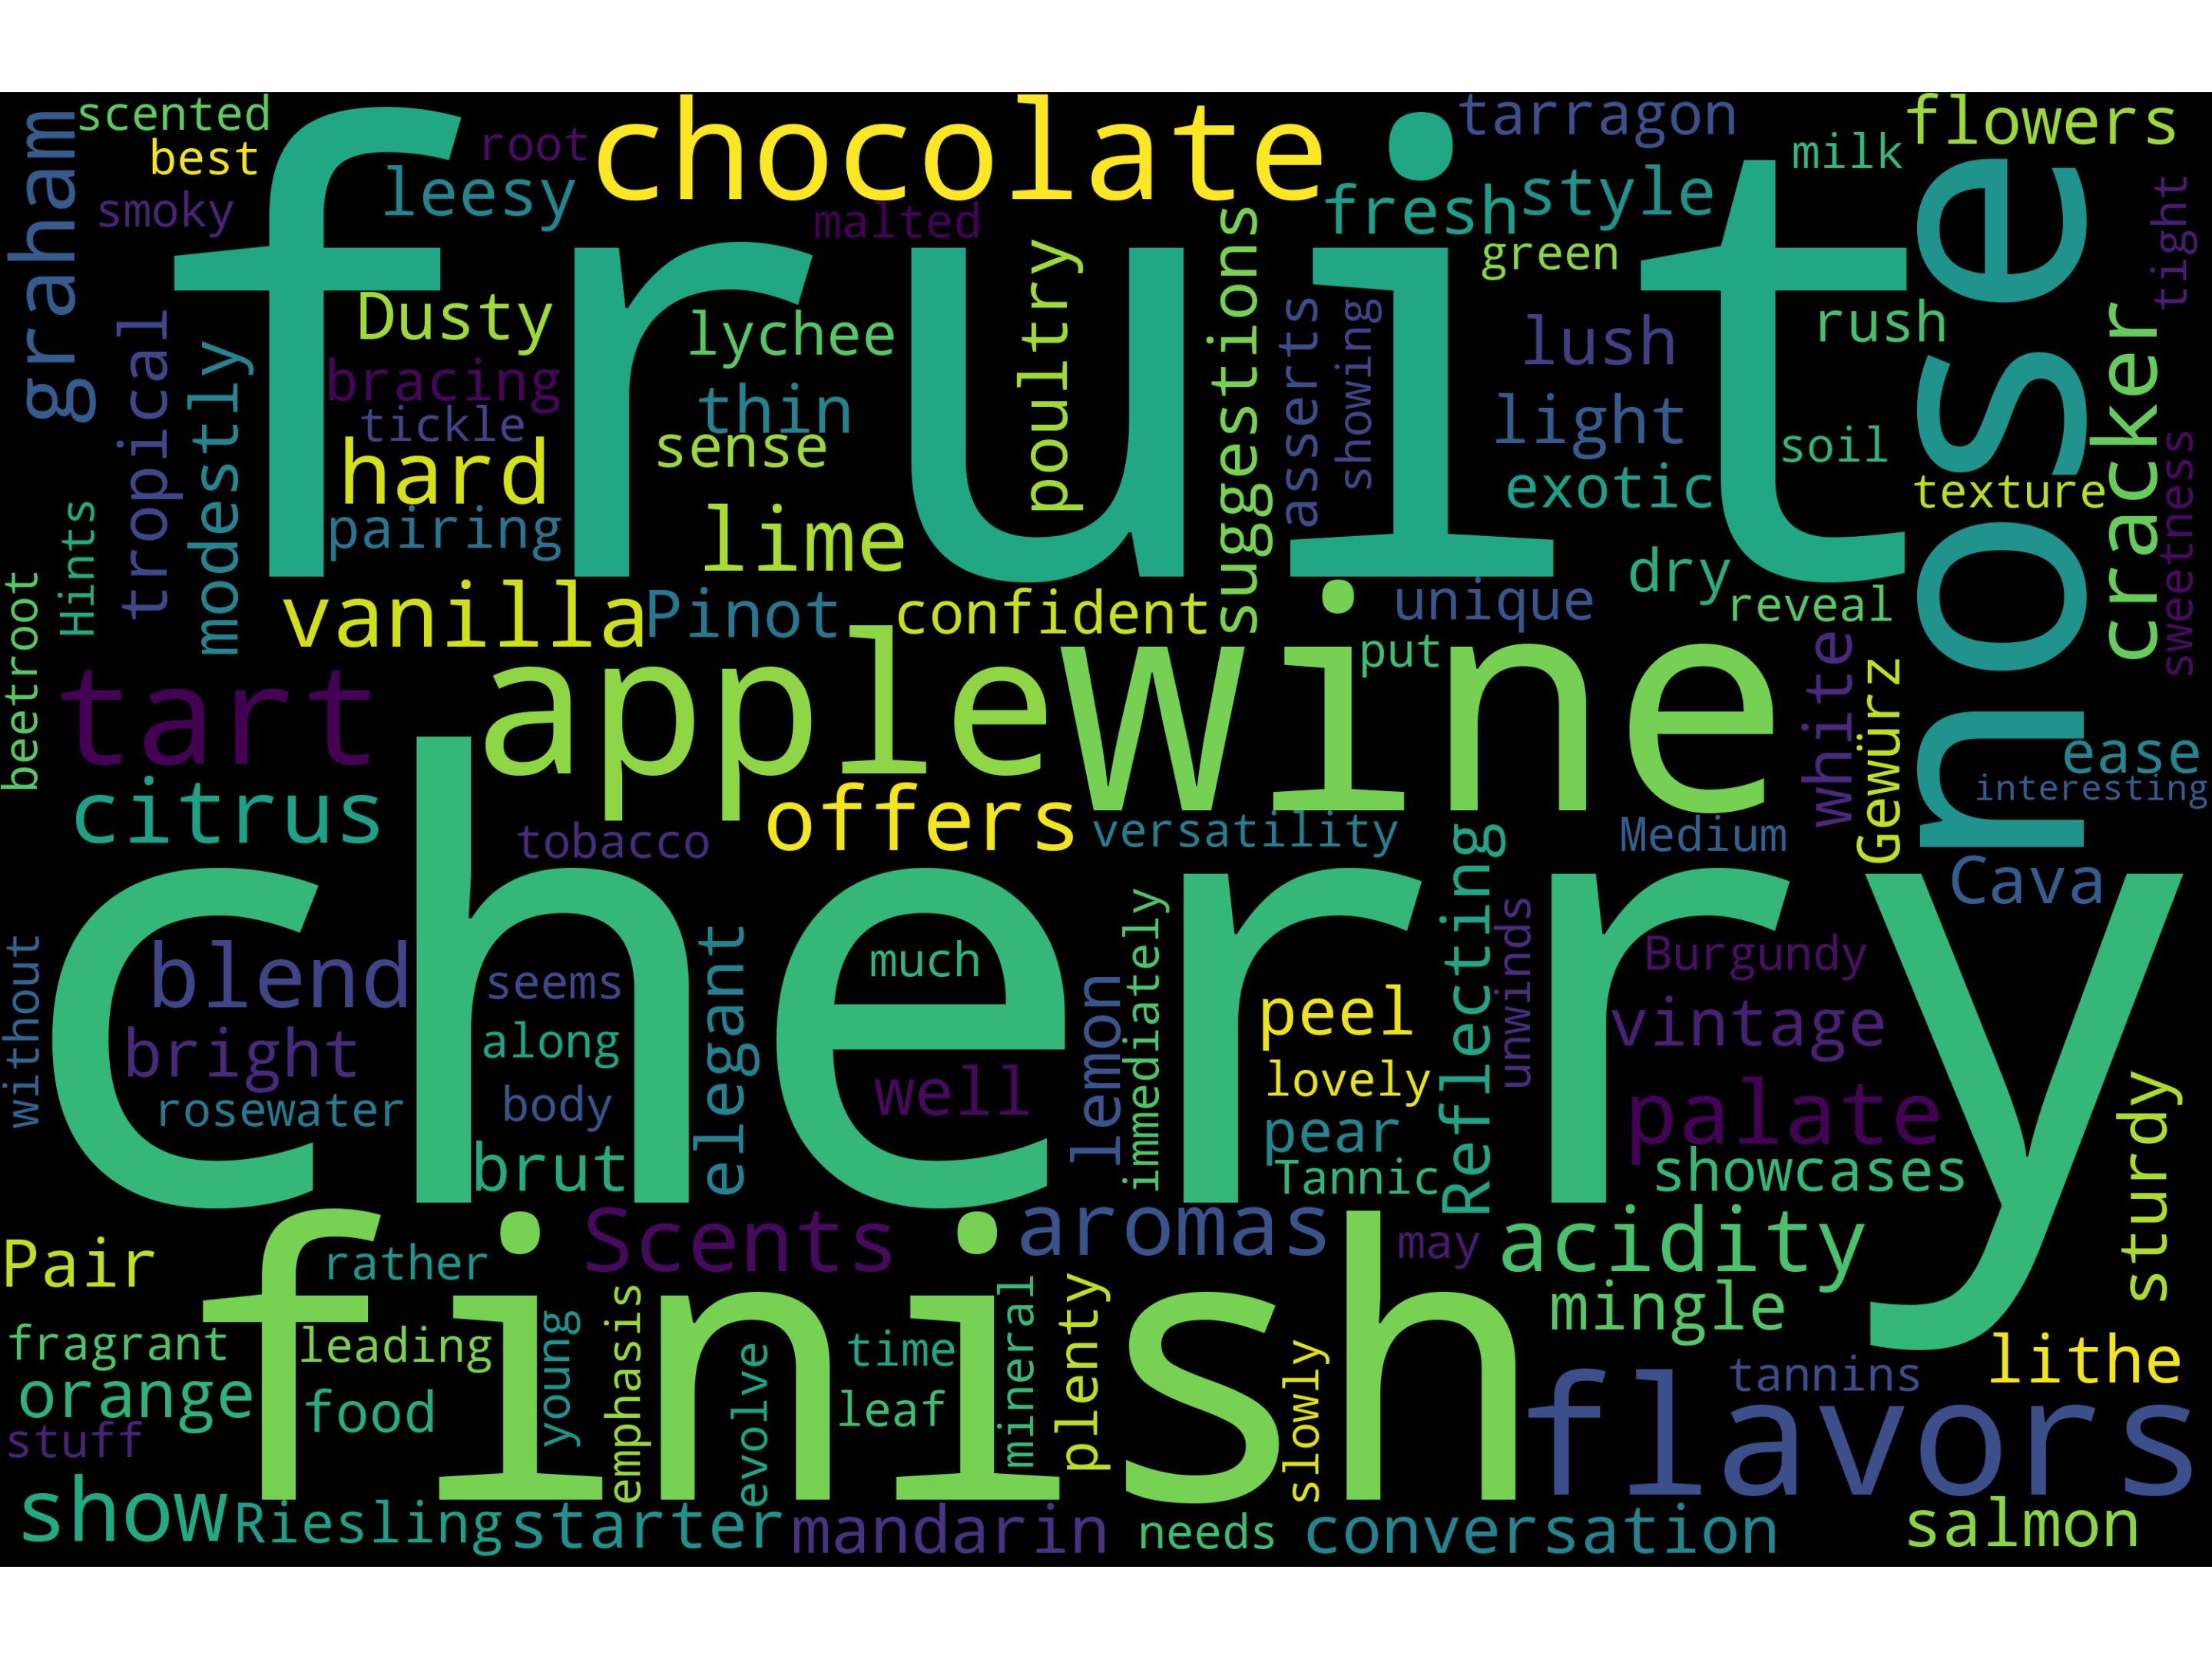 scented
best
root
chocolate
tarragon
milk
flowers
graham
smoky
leesy
malted
fresh
style
green
tight
nose
fruit
Dusty
lychee
poultry
suggestions
asserts
showing
lush
rush
cracker
tropical
modestly
bracing
tickle
thin
sense
light
soil
hard
pairing
lime
exotic
texture
sweetness
Hints
beetroot
vanilla
Pinot
confident
unique
dry
reveal
put
white
Gewürz
tart
apple
wine
ease
interesting
citrus
offers
tobacco
versatility
Medium
Cava
cherry
without
blend
seems
much
elegant
immediately
Reflecting
unwinds
Burgundy
bright
along
lemon
peel
vintage
rosewater
body
well
lovely
palate
sturdy
brut
pear
Tannic
showcases
Pair
rather
Scents
aromas
may
acidity
mingle
finish
fragrant
leading
young
emphasis
evolve
time
mineral
plenty
slowly
tannins
lithe
orange
food
leaf
flavors
stuff
show
Riesling
starter
mandarin
needs
conversation
salmon